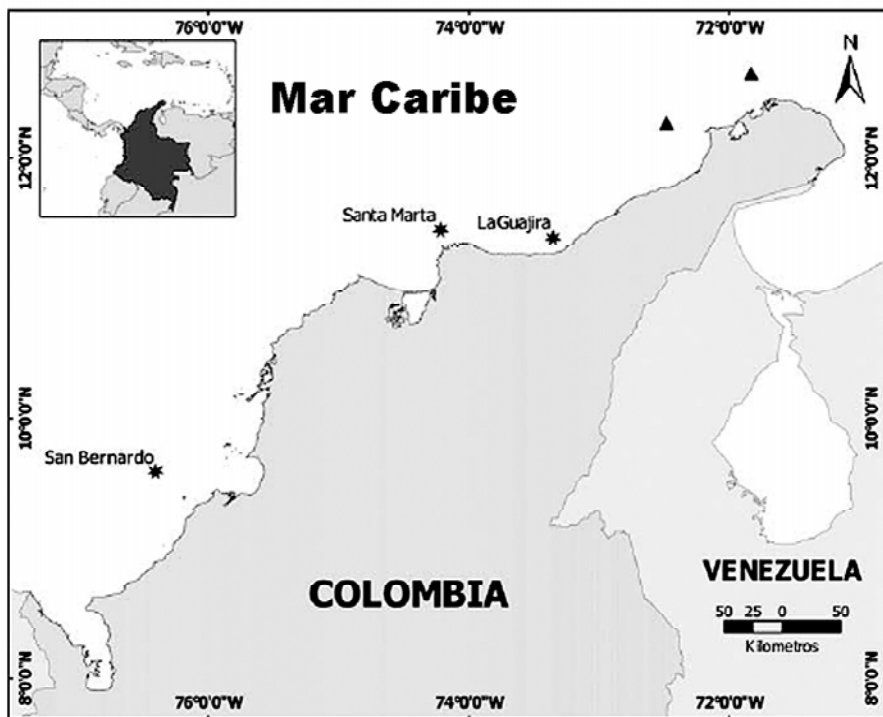 76°0'0"W 74°0'0"W 72°0'0"W
N
Mar Caribe
12°0'0"N 12°0'0"N
Santa Marta
LaGuajira
10°0'0"N 10°0'0"N
San Bernardo
COLOMBIA
VENEZUELA
50 25 0 50
Kilometros
8°0'0"N 8°0'0"N
76°0'0"W 74°0'0"W 72°0'0"W